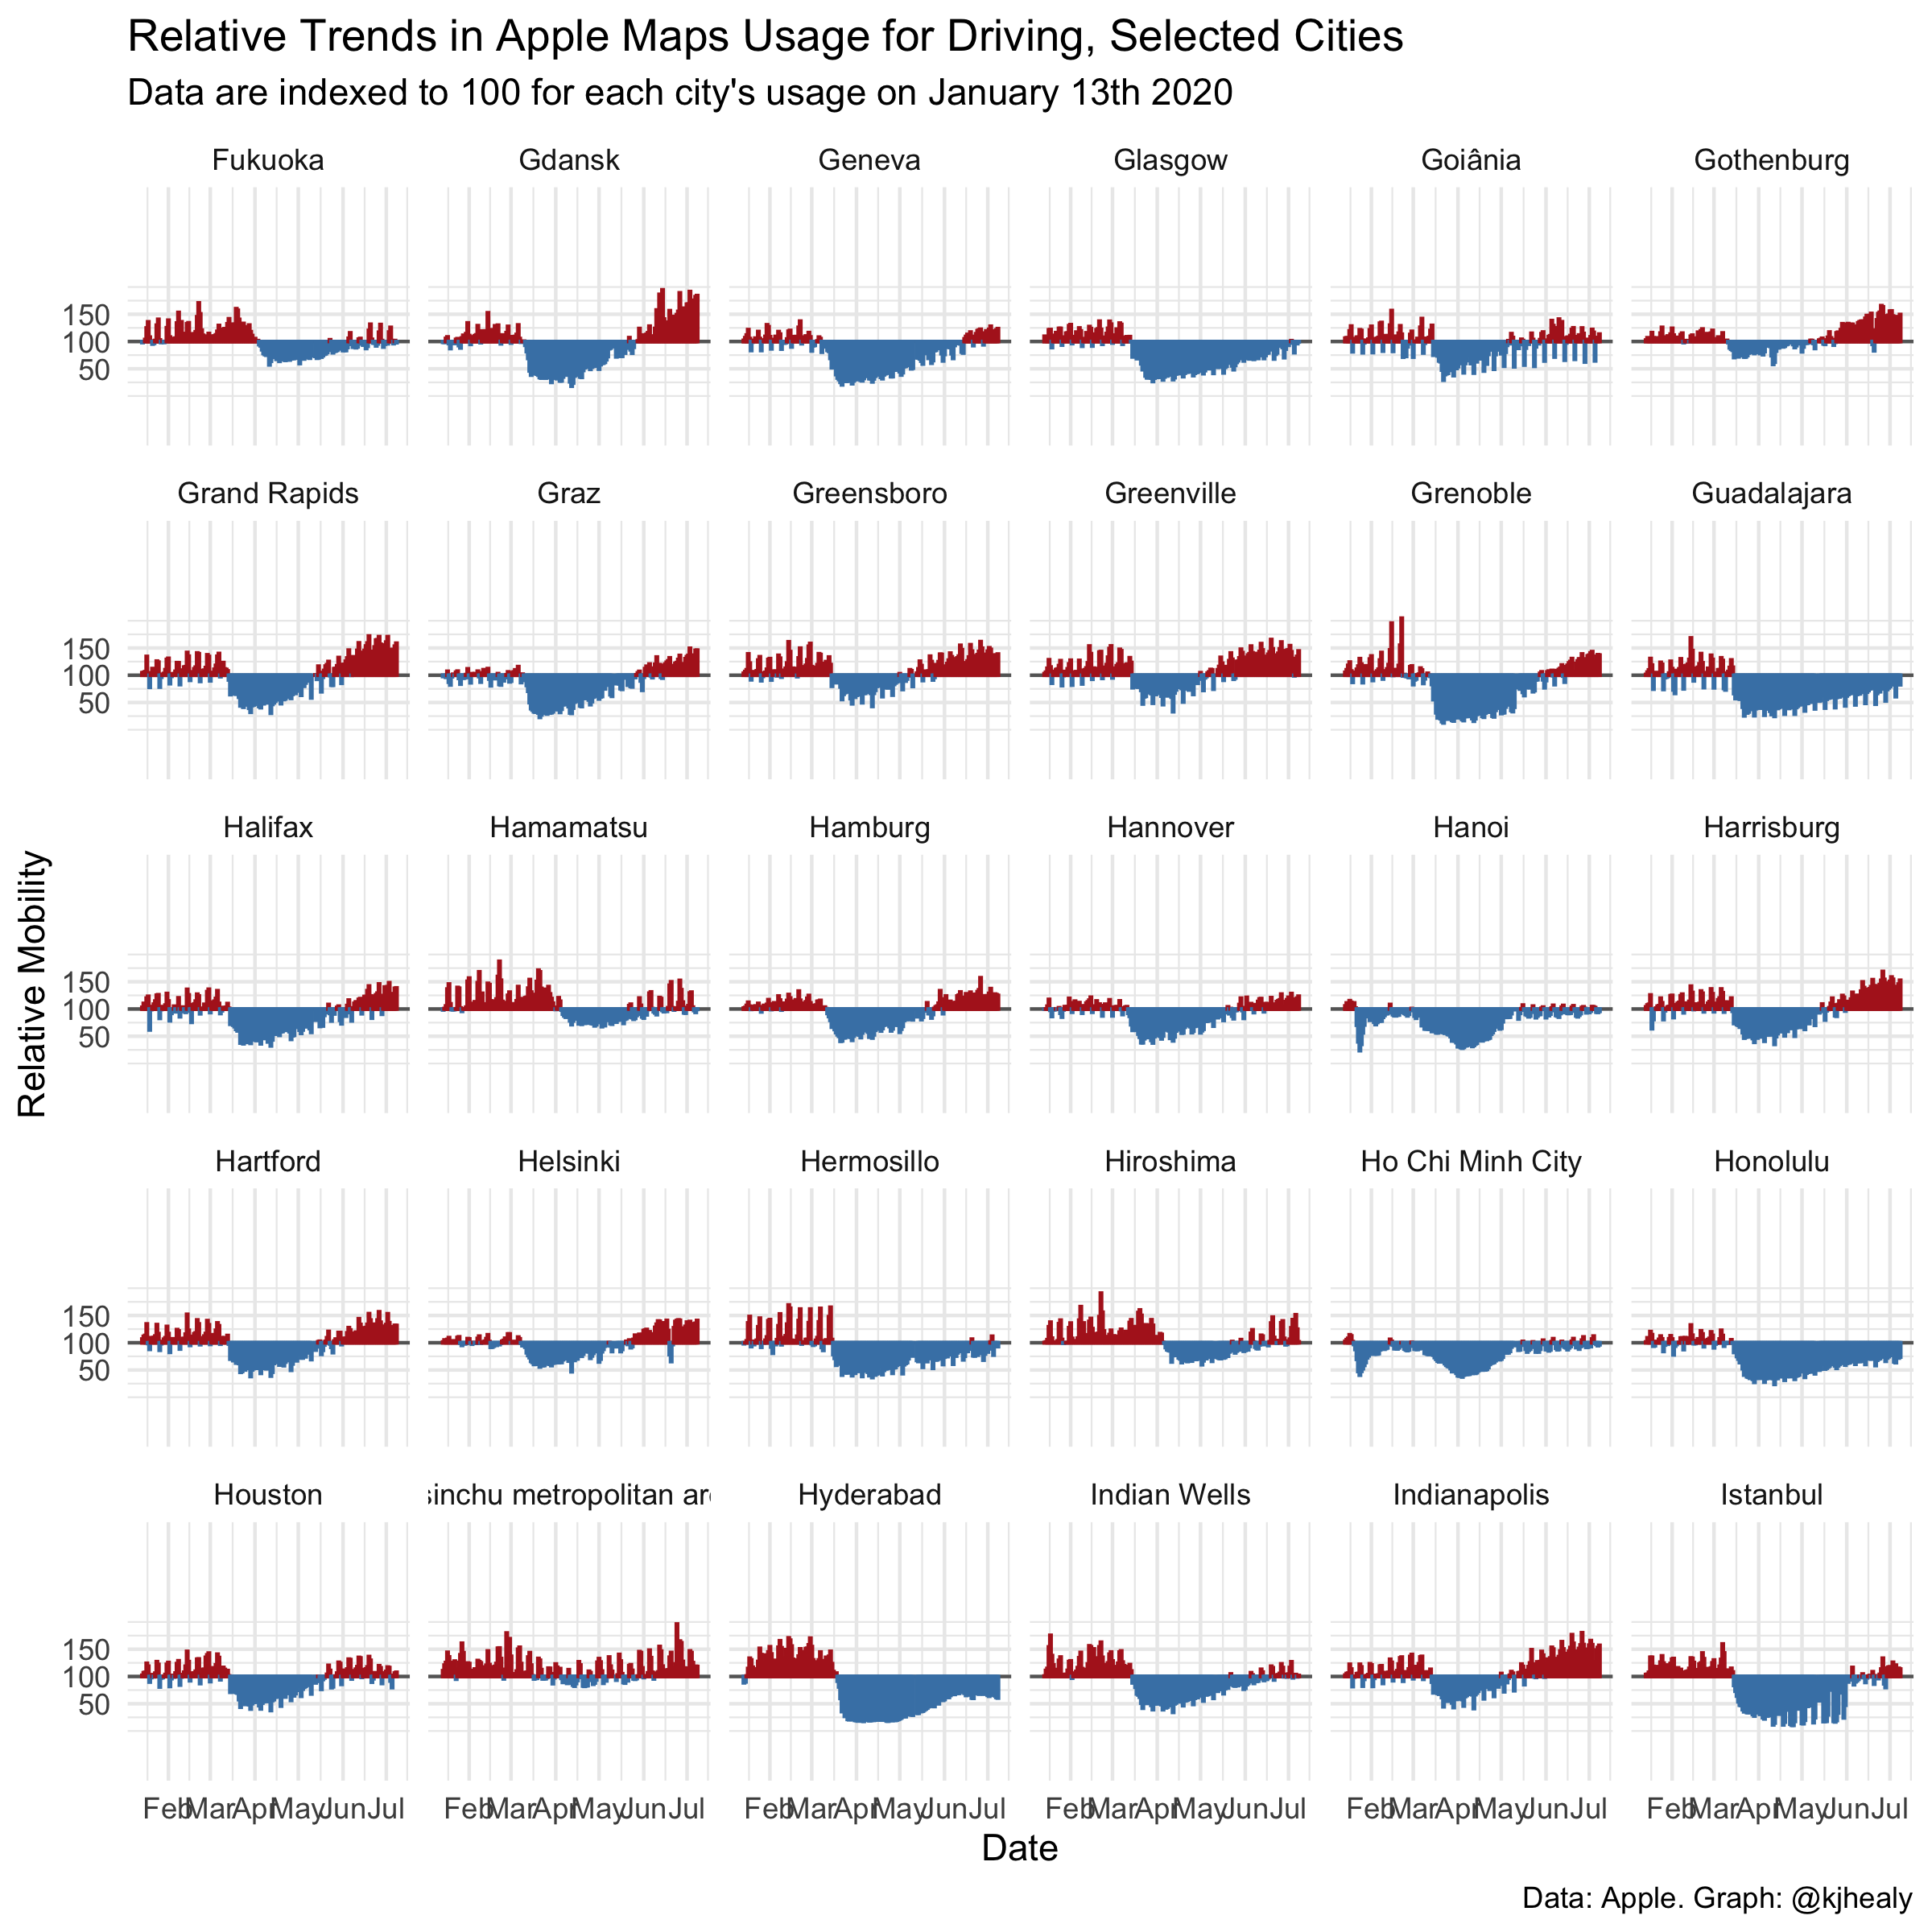 Relative Trends in Apple Maps Usage for Driving, Selected Cities
Data are indexed to 100 for each city's usage on January 13th 2020
Fukuoka Gdansk Geneva Glasgow Goiânia Gothenburg
150
100
50
Grand Rapids Graz Greensboro Greenville Grenoble Guadalajara
150
100
50
Relative Mobility
Halifax Hamamatsu Hamburg Hannover Hanoi Harrisburg
150
100
50
Hartford Helsinki Hermosillo Hiroshima Ho Chi Minh City Honolulu
150
100
50
Houston sinchu metropolitan are Hyderabad Indian Wells Indianapolis Istanbul
150
100
50
Feb Mar Apr May Jun Jul Feb Mar Apr May Jun Jul Feb Mar Apr May Jun Jul Feb Mar Apr May Jun Jul Feb Mar Apr May Jun Jul Feb Mar Apr May Jun Jul
Date
Data: Apple. Graph: @kjhealy